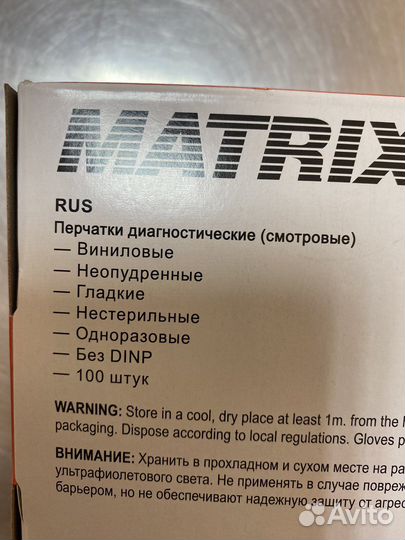 MATRIX
RUS
Перчатки диагностические (смотровые)
— Виниловые
— Неопудренные
— Гладкие
— Нестерильные
— Одноразовые
— Без DINP
— 100 штук
WARNING: Store in a cool, dry place at least 1m. from the
packaging. Dispose according to local regulations. Gloves
ВНИМАНИЕ: Хранить в прохладном и сухом месте на
ультрафиолетового света. Не применять в случае
барьером, но не обеспечивают надежную защиту от
Avito